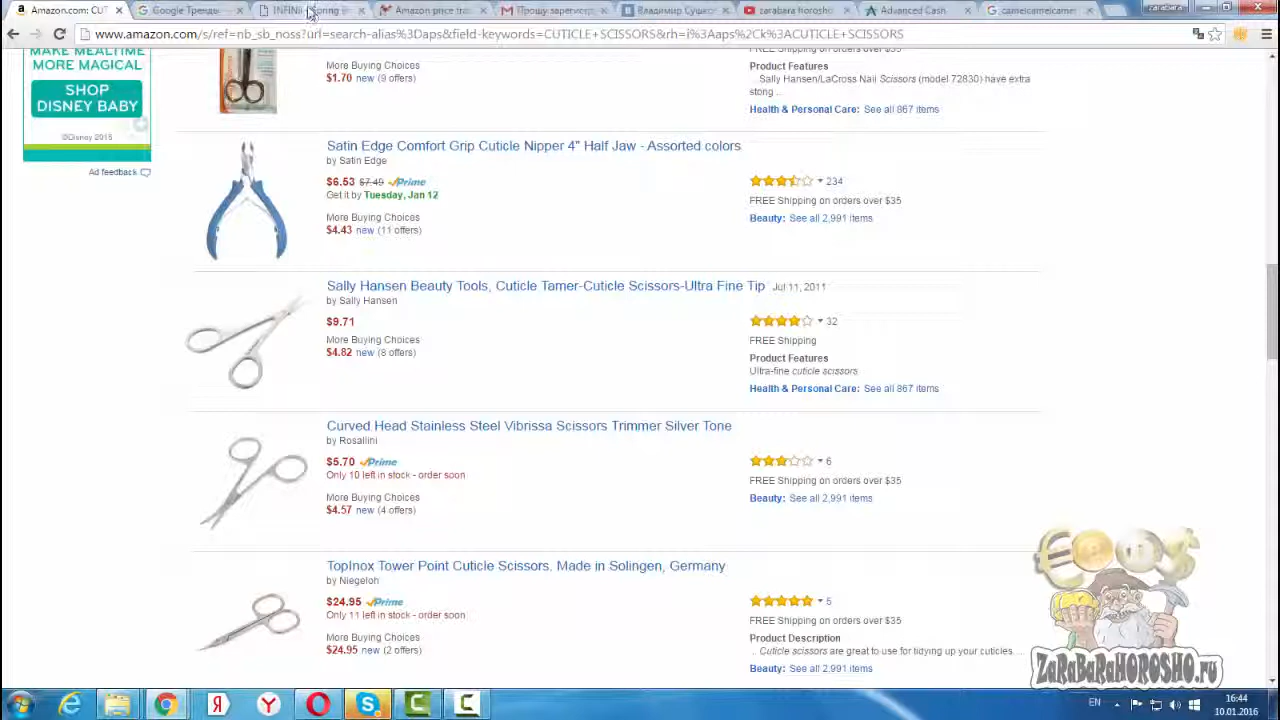 Amazon.com: CUT
Google Тренды
INFINii
Amazon price tra
Прошу зарегистр
Владимир Сушко
zarabara horosho
Advanced Cash
camelcamelcamel
zarabara
www.amazon.com/s/ref=nb_sb_noss?url=search-alias%3Daps&field-keywords=CUTICLE+SCISSORS&rh=i%3Aaps%2Ck%3ACUTICLE+SCISSORS
MAKE MEALTIME
MORE MAGICAL
SHOP
DISNEY BABY
©Disney 2015
Ad feedback
FREE Shipping on orders over $35
More Buying Choices
$1.70 new (9 offers)
Product Features
...Sally Hansen/LaCross Nail Scissors (model 72830) have extra
stong ...
Health & Personal Care: See all 867 items
Satin Edge Comfort Grip Cuticle Nipper 4" Half Jaw - Assorted colors
by Satin Edge
$6.53 $7.49 Prime
Get it by Tuesday, Jan 12
More Buying Choices
$4.43 new (11 offers)
234
FREE Shipping on orders over $35
Beauty: See all 2,991 items
Sally Hansen Beauty Tools, Cuticle Tamer-Cuticle Scissors-Ultra Fine Tip Jul 11, 2011
by Sally Hansen
$9.71
More Buying Choices
$4.82 new (8 offers)
32
FREE Shipping
Product Features
Ultra-fine cuticle scissors
Health & Personal Care: See all 867 items
Curved Head Stainless Steel Vibrissa Scissors Trimmer Silver Tone
by Rosallini
$5.70 Prime
Only 10 left in stock - order soon
More Buying Choices
$4.57 new (4 offers)
6
FREE Shipping on orders over $35
Beauty: See all 2,991 items
TopInox Tower Point Cuticle Scissors. Made in Solingen, Germany
by Niegeloh
$24.95 Prime
Only 11 left in stock - order soon
More Buying Choices
$24.95 new (2 offers)
5
FREE Shipping on orders over $35
Product Description
... Cuticle scissors are great to use for tidying up your cuticles ...
Beauty: See all 2,991 items
ZaRaBaRaHOROSHO.ru
EN
16:44
10.01.2016